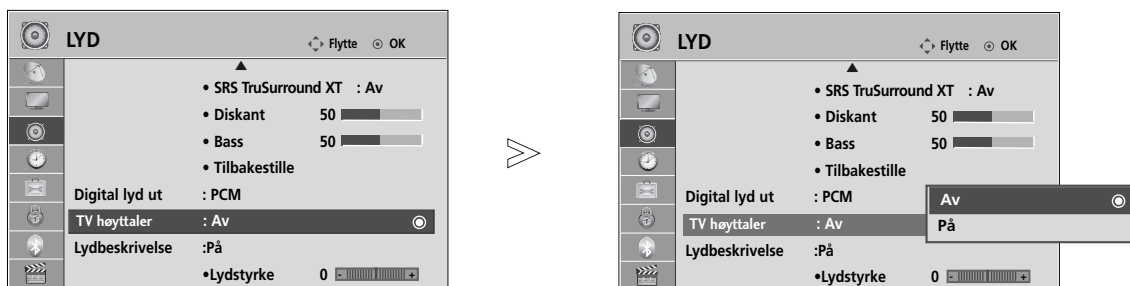 LYD Flytte OK
• SRS TruSurround XT : Av
• Diskant 50
• Bass 50
• Tilbakestille
Digital lyd ut : PCM
TV høyttaler : Av
Lydbeskrivelse :På
•Lydstyrke 0 - +
LYD Flytte OK
• SRS TruSurround XT : Av
• Diskant 50
• Bass 50
• Tilbakestille
Digital lyd ut : PCM
Av
TV høyttaler : Av
På
Lydbeskrivelse :På
•Lydstyrke 0 - +